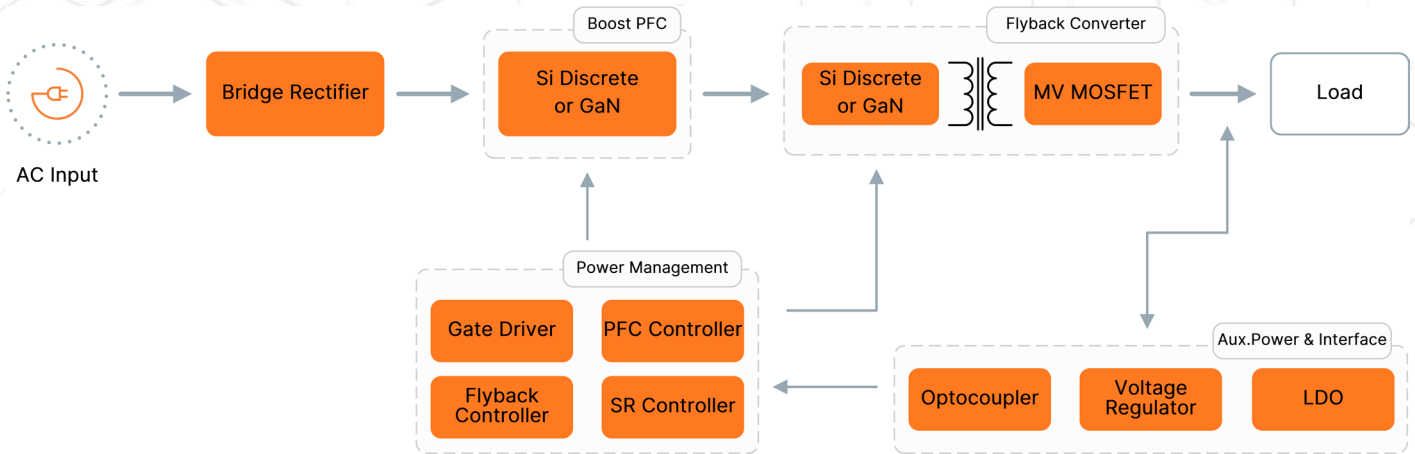 Boost PFC
Flyback Converter
AC Input
Bridge Rectifier
Si Discrete
or GaN
Si Discrete
or GaN
MV MOSFET
Load
Power Management
Gate Driver
PFC Controller
Flyback
Controller
SR Controller
Aux.Power & Interface
Optocoupler
Voltage
Regulator
LDO